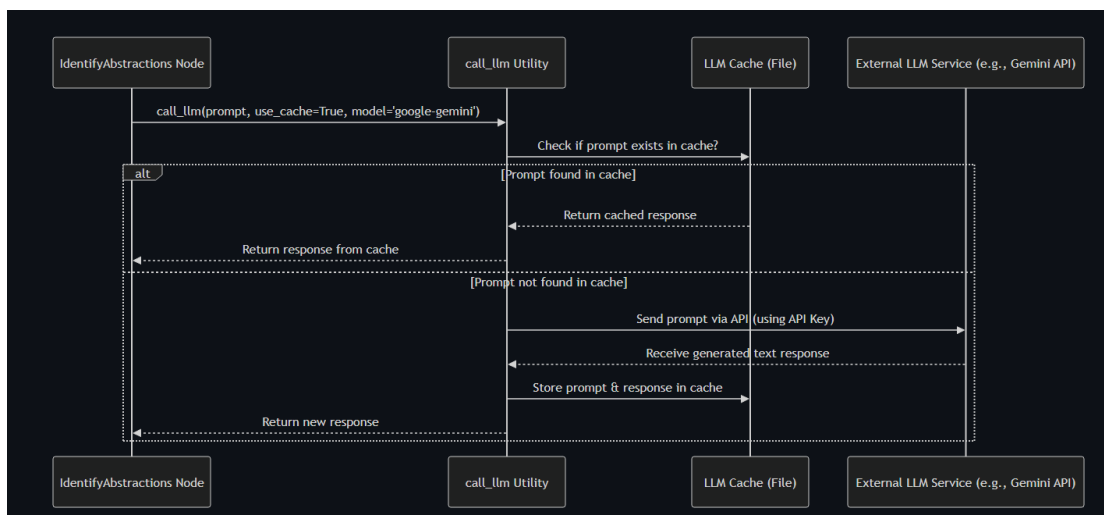 IdentifyAbstractions Node
call_llm Utility
LLM Cache (File)
External LLM Service (e.g., Gemini API)
call_llm(prompt, use_cache=True, model='google-gemini')
Check if prompt exists in cache?
alt
[Prompt found in cache]
Return cached response
Return response from cache
[Prompt not found in cache]
Send prompt via API (using API Key)
Receive generated text response
Store prompt & response in cache
Return new response
IdentifyAbstractions Node
call_llm Utility
LLM Cache (File)
External LLM Service (e.g., Gemini API)